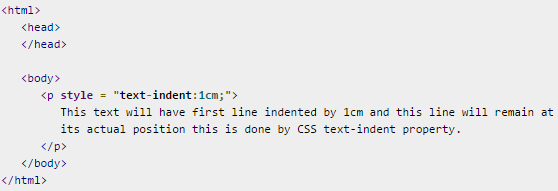 <html>
<head>
</head>
<body>
<p style = "text-indent:1cm;">
This text will have first line indented by 1cm and this line will remain at
its actual position this is done by CSS text-indent property.
</p>
</body>
</html>